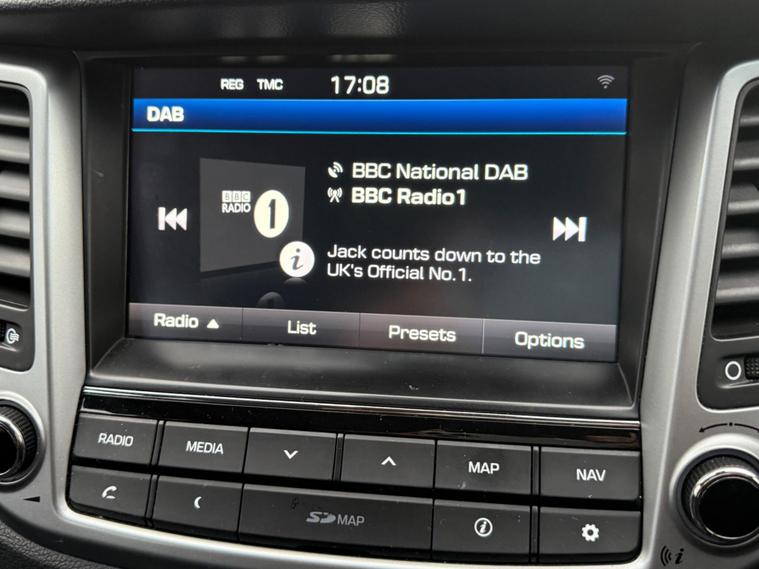 REG TMC 17:08
DAB
BBC National DAB
BBC Radio1
BBC
RADIO 1
i
Jack counts down to the
UK's Official No.1.
Radio List Presets Options
RADIO MEDIA MAP NAV
SD MAP i
i